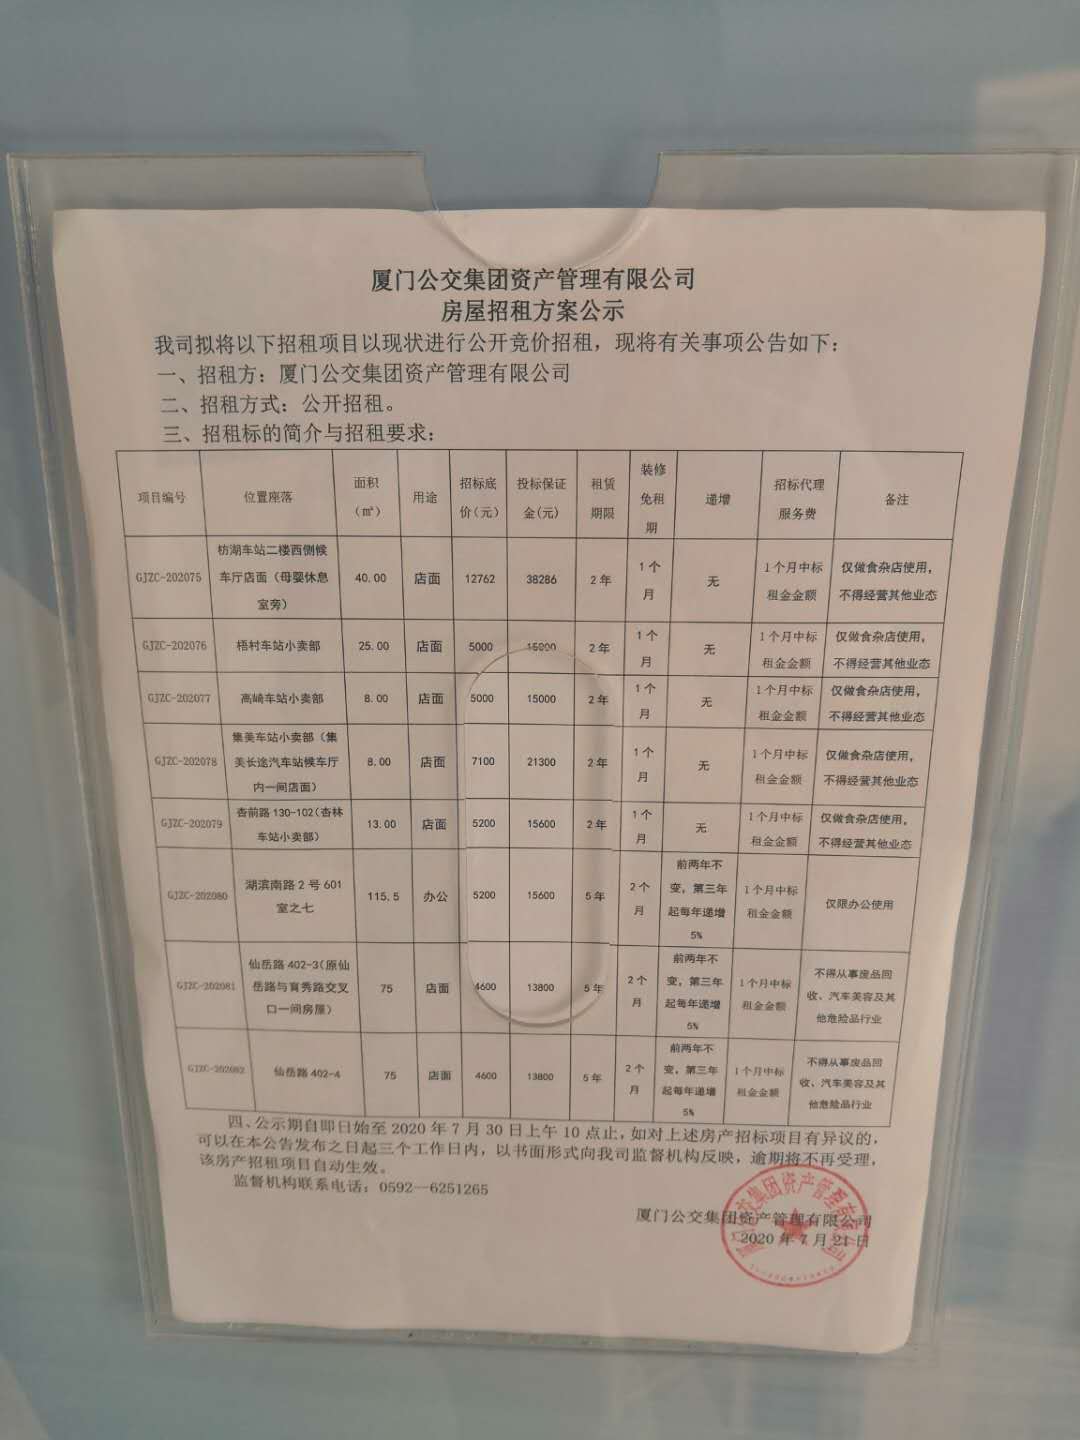 厦门公交集团资产管理有限公司
房屋招租方案公示
我司拟将以下招租项目以现状进行公开竞价招租，现将有关事项公告如下：
一、招租方：厦门公交集团资产管理有限公司
二、招租方式：公开招租。
三、招租标的简介与招租要求：
项目编号 位置座落 面积（㎡） 用途 招标底价（元） 投标保证金(元) 租赁期限 装修免租期 递增 招标代理服务费 备注
GJZC-202075 枋湖车站二楼西侧候车厅店面（母婴休息室旁） 40.00 店面 12762 38286 2年 1个月 无 1个月中标租金金额 仅做食杂店使用，不得经营其他业态
GJZC-202076 梧村车站小卖部 25.00 店面 5000 15000 2年 1个月 无 1个月中标租金金额 仅做食杂店使用，不得经营其他业态
GJZC-202077 高崎车站小卖部 8.00 店面 5000 15000 2年 1个月 无 1个月中标租金金额 仅做食杂店使用，不得经营其他业态
GJZC-202078 集美车站小卖部（集美长途汽车站候车厅内一间店面） 8.00 店面 7100 21300 2年 1个月 无 1个月中标租金金额 仅做食杂店使用，不得经营其他业态
GJZC-202079 杏前路130-102（杏林车站小卖部） 13.00 店面 5200 15600 2年 1个月 无 1个月中标租金金额 仅做食杂店使用，不得经营其他业态
GJZC-202080 湖滨南路2号601室之七 115.5 办公 5200 15600 5年 2个月 前两年不变，第三年起每年递增5% 1个月中标租金金额 仅限办公使用
GJZC-202081 仙岳路402-3（原仙岳路与育秀路交叉口一间房屋） 75 店面 4600 13800 5年 2个月 前两年不变，第三年起每年递增5% 1个月中标租金金额 不得从事废品回收、汽车美容及其他危险品行业
GJZC-202082 仙岳路402-4 75 店面 4600 13800 5年 2个月 前两年不变，第三年起每年递增5% 1个月中标租金金额 不得从事废品回收、汽车美容及其他危险品行业
四、公示期自即日始至2020年7月30日上午10点止，如对上述房产招标项目有异议的，
可以在本公告发布之日起三个工作日内，以书面形式向我司监督机构反映，逾期将不再受理，
该房产招租项目自动生效。
监督机构联系电话：0592—6251265
厦门公交集团资产管理有限公司
2020年7月21日
厦门公交集团资产管理有限公司